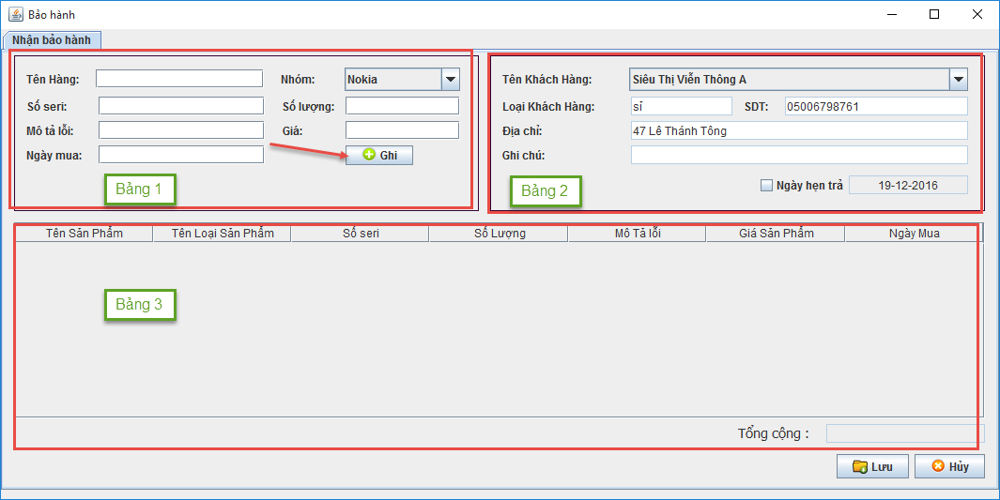 Bảo hành
Nhận bảo hành
Tên Hàng:
Nhóm: Nokia
Số seri:
Số lượng:
Mô tả lỗi:
Giá:
Ngày mua:
Ghi
Bảng 1
Tên Khách Hàng: Siêu Thị Viễn Thông A
Loại Khách Hàng: sỉ SDT: 05006798761
Địa chỉ: 47 Lê Thánh Tông
Ghi chú:
Ngày hẹn trả 19-12-2016
Bảng 2
Tên Sản Phẩm Tên Loại Sản Phẩm Số seri Số Lượng Mô Tả lỗi Giá Sản Phẩm Ngày Mua
Bảng 3
Tổng cộng :
Lưu Hủy